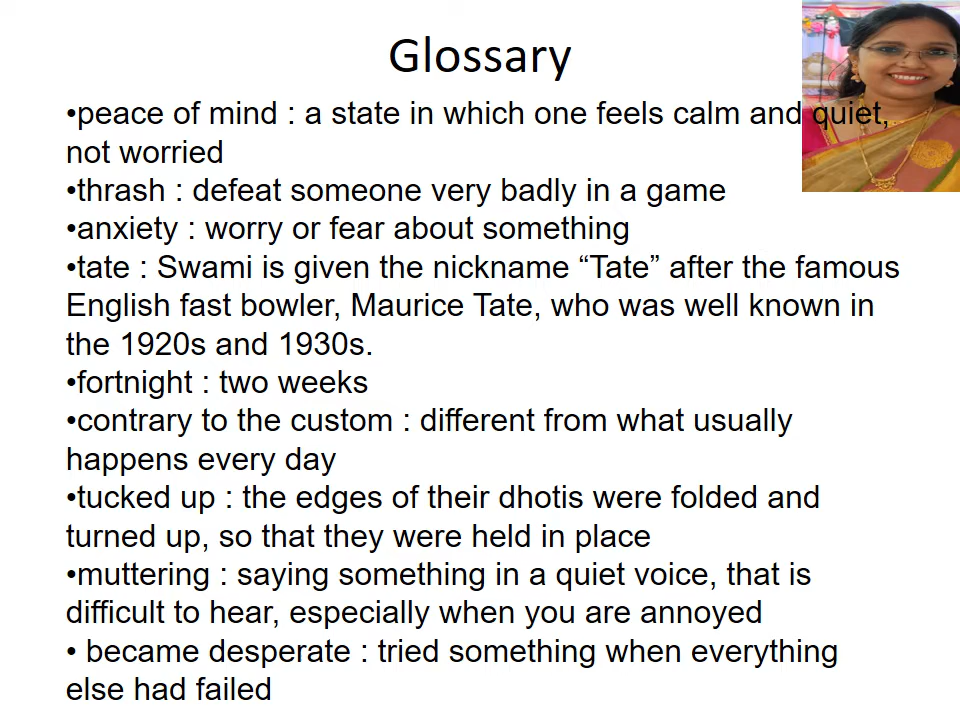 Glossary
•peace of mind : a state in which one feels calm and quiet,
not worried
•thrash : defeat someone very badly in a game
•anxiety : worry or fear about something
•tate : Swami is given the nickname “Tate” after the famous
English fast bowler, Maurice Tate, who was well known in
the 1920s and 1930s.
•fortnight : two weeks
•contrary to the custom : different from what usually
happens every day
•tucked up : the edges of their dhotis were folded and
turned up, so that they were held in place
•muttering : saying something in a quiet voice, that is
difficult to hear, especially when you are annoyed
• became desperate : tried something when everything
else had failed